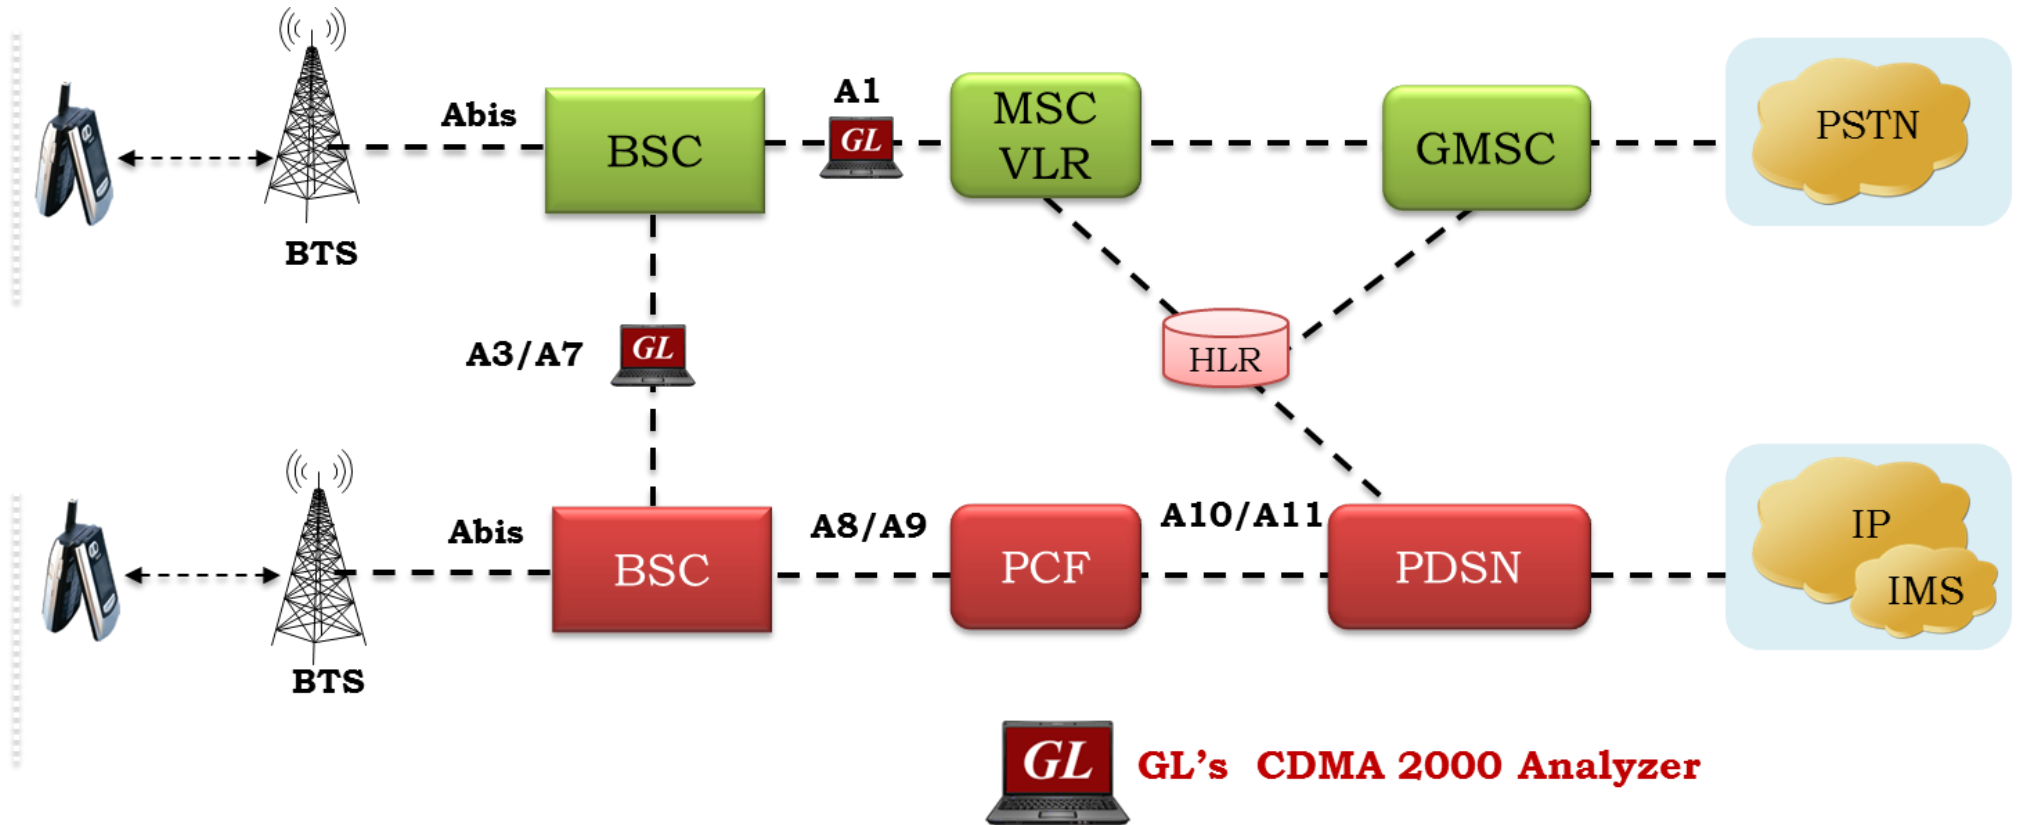 A1
Abis
BSC
GL
MSC
VLR
GMSC
PSTN
BTS
A3/A7
GL
HLR
Abis
BSC
A8/A9
PCF
A10/A11
PDSN
IP
IMS
BTS
GL
GL's CDMA 2000 Analyzer